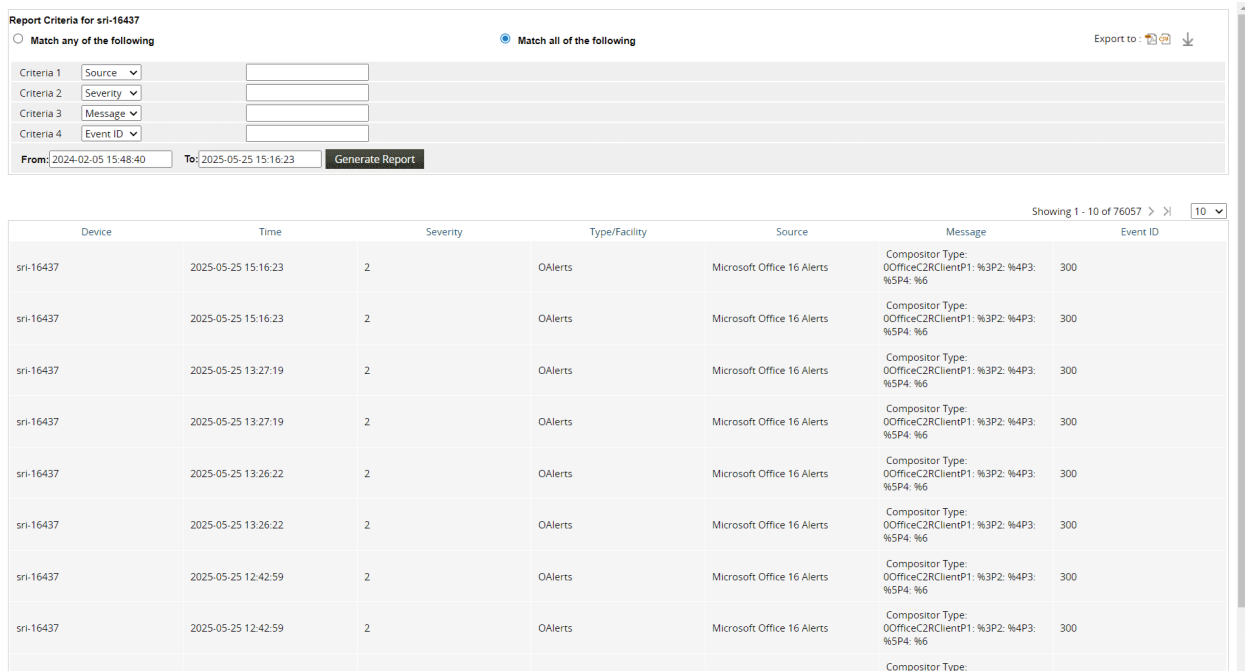 Report Criteria for sri-16437
Match any of the following
Match all of the following
Export to :
Criteria 1 Source
Criteria 2 Severity
Criteria 3 Message
Criteria 4 Event ID
From: 2024-02-05 15:48:40 To: 2025-05-25 15:16:23 Generate Report
Showing 1 - 10 of 76057 10
Device Time Severity Type/Facility Source Message Event ID
Compositor Type:
sri-16437 2025-05-25 15:16:23 2 OAlerts Microsoft Office 16 Alerts 0OfficeC2RClientP1: %3P2: %4P3: 300
%5P4: %6
Compositor Type:
sri-16437 2025-05-25 15:16:23 2 OAlerts Microsoft Office 16 Alerts 0OfficeC2RClientP1: %3P2: %4P3: 300
%5P4: %6
Compositor Type:
sri-16437 2025-05-25 13:27:19 2 OAlerts Microsoft Office 16 Alerts 0OfficeC2RClientP1: %3P2: %4P3: 300
%5P4: %6
Compositor Type:
sri-16437 2025-05-25 13:27:19 2 OAlerts Microsoft Office 16 Alerts 0OfficeC2RClientP1: %3P2: %4P3: 300
%5P4: %6
Compositor Type:
sri-16437 2025-05-25 13:26:22 2 OAlerts Microsoft Office 16 Alerts 0OfficeC2RClientP1: %3P2: %4P3: 300
%5P4: %6
Compositor Type:
sri-16437 2025-05-25 13:26:22 2 OAlerts Microsoft Office 16 Alerts 0OfficeC2RClientP1: %3P2: %4P3: 300
%5P4: %6
Compositor Type:
sri-16437 2025-05-25 12:42:59 2 OAlerts Microsoft Office 16 Alerts 0OfficeC2RClientP1: %3P2: %4P3: 300
%5P4: %6
Compositor Type:
sri-16437 2025-05-25 12:42:59 2 OAlerts Microsoft Office 16 Alerts 0OfficeC2RClientP1: %3P2: %4P3: 300
%5P4: %6
Compositor Type: